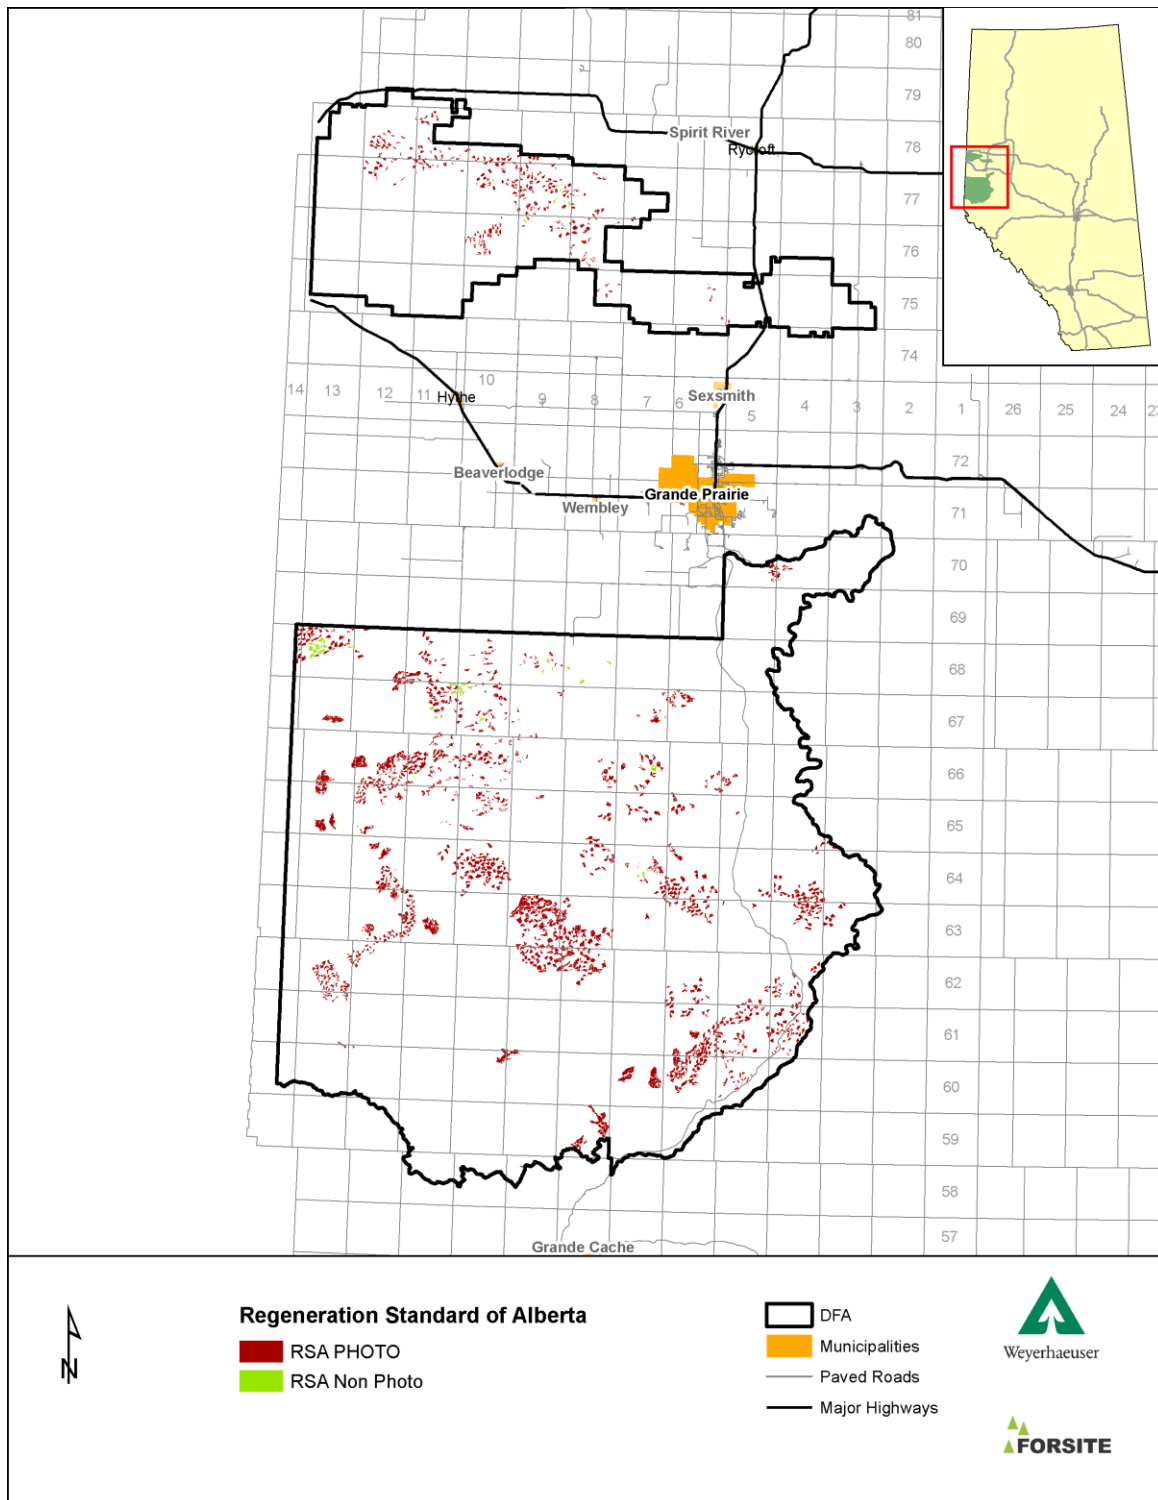 81
80
79
Spirit River
78
Rycroft
77
76
75
74
14 13 12 11 10 9 8 7 6 5 4 3 2 1 26 25 24 23
Hythe
Sexsmith
72
Beaverlodge
Grande Prairie
Wembley
71
70
69
68
67
66
65
64
63
62
61
60
59
58
57
Grande Cache
N
Regeneration Standard of Alberta
RSA PHOTO
RSA Non Photo
DFA
Municipalities
Paved Roads
Major Highways
Weyerhaeuser
FORSITE